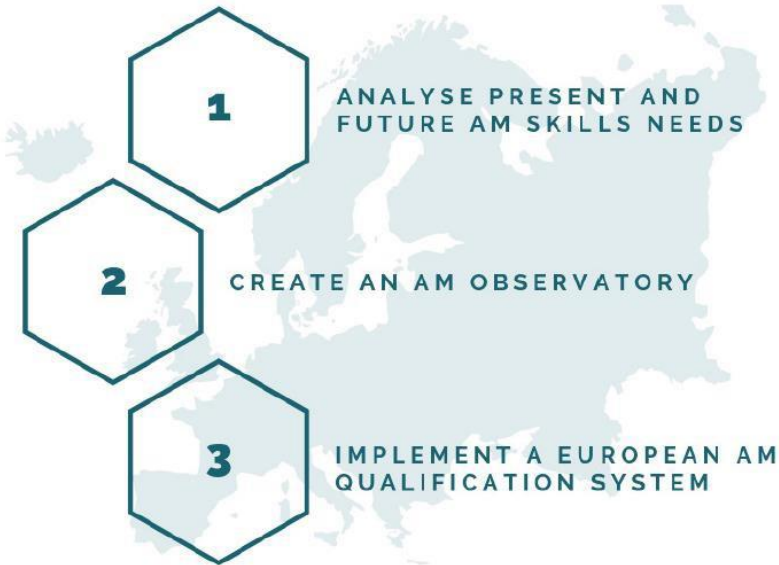 1
ANALYSE PRESENT AND
FUTURE AM SKILLS NEEDS
2
CREATE AN AM OBSERVATORY
3
IMPLEMENT A EUROPEAN AM
QUALIFICATION SYSTEM